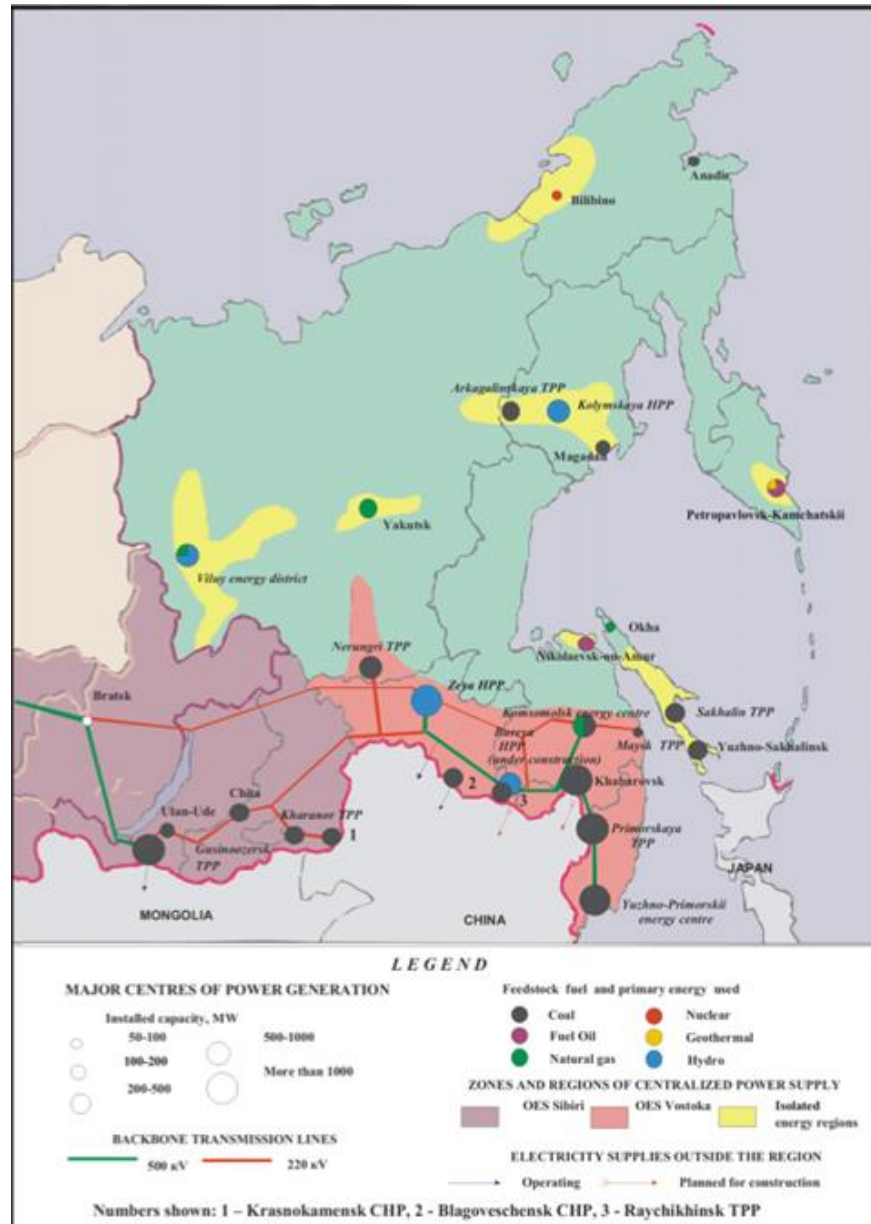 Anadir
Bilibino
Arkagalinskaya TPP
Kolymskaya HPP
Magadan
Petropavlovsk-Kamchatskii
Yakutsk
Viluy energy district
Okha
Nikolaevsk-on-Amur
Nerungri TPP
Zeya HPP
Sakhalin TPP
Bratsk
Komsomolsk energy centre
Bureya
HPP
(under construction)
Maysk TPP
Yuzhno-Sakhalinsk
Khabarovsk
2
3
Chita
Ulan-Ude
Kharanor TPP
1
Gusinoozersk
TPP
Primorskaya
TPP
JAPAN
MONGOLIA
CHINA
Yuzhno-Primorskii
energy centre
LEGEND
MAJOR CENTRES OF POWER GENERATION
Installed capacity, MW
50-100
100-200
200-500
500-1000
More than 1000
BACKBONE TRANSMISSION LINES
500 кV
220 кV
Feedstock fuel and primary energy used
Coal
Nuclear
Fuel Oil
Geothermal
Natural gas
Hydro
ZONES AND REGIONS OF CENTRALIZED POWER SUPPLY
OES Sibiri
OES Vostoka
Isolated
energy regions
ELECTRICITY SUPPLIES OUTSIDE THE REGION
Operating
Planned for construction
Numbers shown: 1 – Krasnokamensk CHP, 2 - Blagoveschensk CHP, 3 - Raychikhinsk TPP